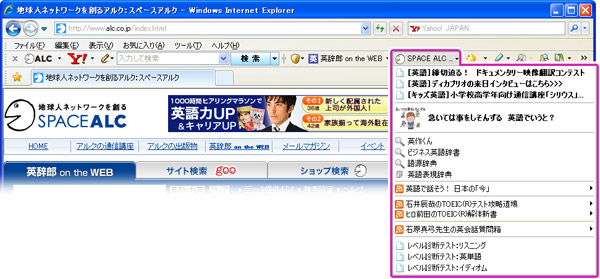 地球人ネットワークを創るアルク:スペースアルク - Windows Internet Explorer
http://www.alc.co.jp/index.html
Yahoo! JAPAN
ファイル(F) 編集(E) 表示(V) お気に入り(A) ツール(T) ヘルプ(H)
ALC 入力して検索 検索 英辞郎 on the WEB SPACE ALC ...
地球人ネットワークを創るアルク:スペースアルク
地球人ネットワークを創る
SPACE ALC
1000時間ヒアリングマラソンで
英語力UP
&キャリアUP
その1
36歳
新しく配属された
上司が外国人!
その2
42歳
家族揃って海外赴任
HOME アルクの通信講座 アルクの出版物 英辞郎 on the WEB メールマガジン イベント
英辞郎 on the WEB サイト検索 goo ショップ検索
[英語]締切迫る! ドキュメンタリー映像翻訳コンテスト
[英語]ディカプリオの来日インタビューはこちら>>>
[キッズ英語]小学校高学年向け通信講座「シリウス」...
急いては事をしそんずる 英語でいうと?
英作くん
ビジネス英語辞書
語源辞典
英語表現辞典
英語で話そう! 日本の「今」
石井辰哉のTOEIC(R)テスト攻略道場
ヒロ前田のTOEIC(R)解体新書
石原真弓先生の英会話質問箱
レベル診断テスト:リスニング
レベル診断テスト:英単語
レベル診断テスト:イディオム